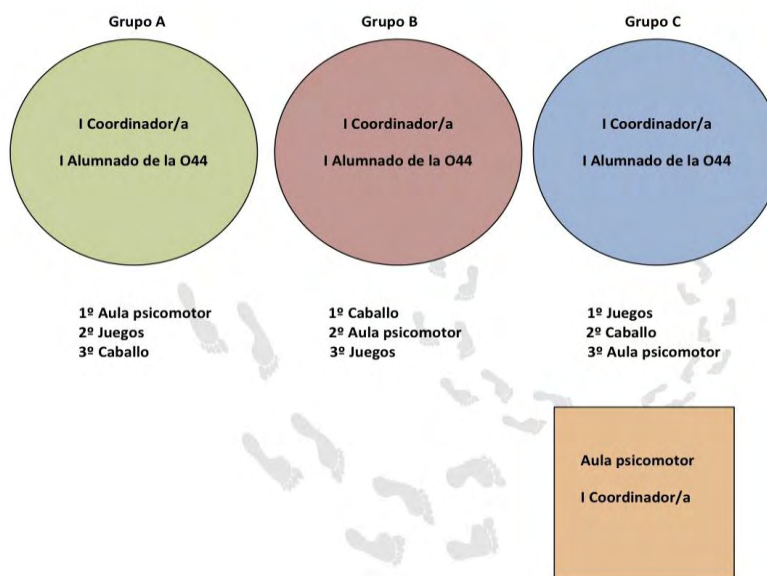 Grupo A
Grupo B
Grupo C
I Coordinador/a
I Alumnado de la O44
I Coordinador/a
I Alumnado de la O44
I Coordinador/a
I Alumnado de la O44
1º Aula psicomotor
2º Juegos
3º Caballo
1º Caballo
2º Aula psicomotor
3º Juegos
1º Juegos
2º Caballo
3º Aula psicomotor
Aula psicomotor
I Coordinador/a